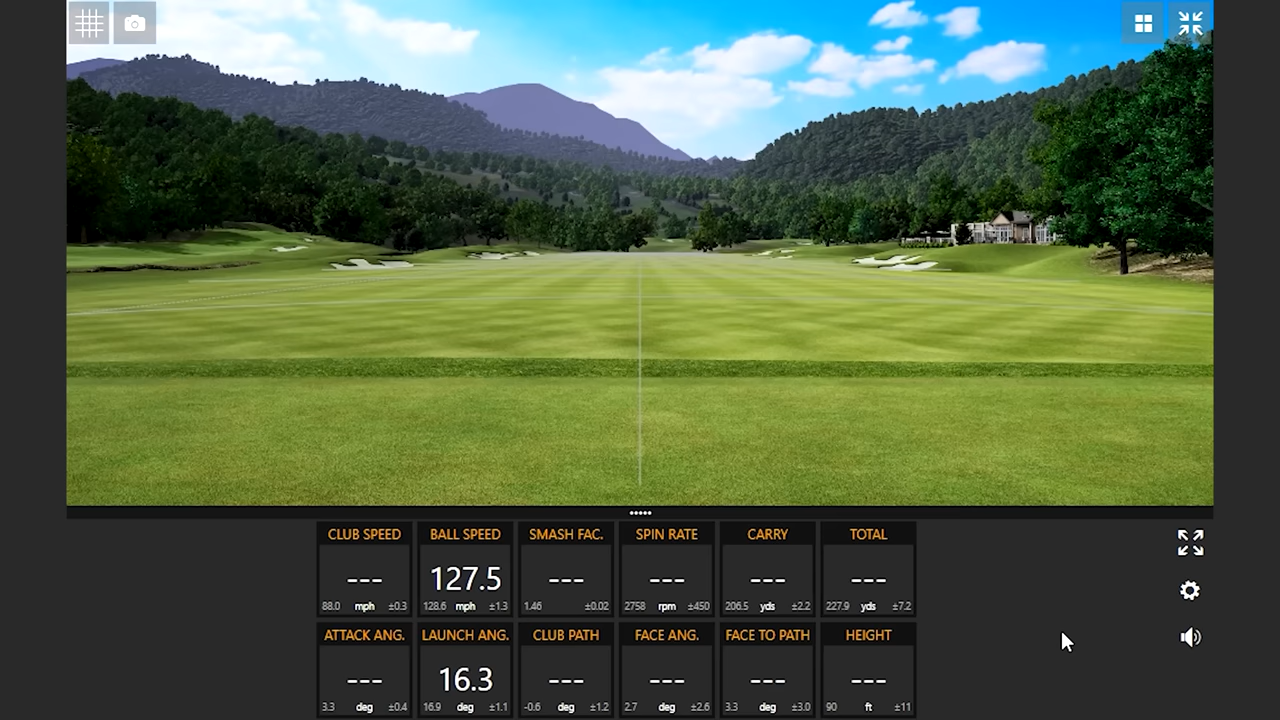 CLUB SPEED BALL SPEED SMASH FAC. SPIN RATE CARRY TOTAL
--- 127.5 --- --- --- ---
88.0 mph ±0.3 128.6 mph ±1.3 1.46 ±0.02 2758 rpm ±450 206.5 yds ±2.2 227.9 yds ±7.2
ATTACK ANG. LAUNCH ANG. CLUB PATH FACE ANG. FACE TO PATH HEIGHT
--- 16.3 --- --- --- ---
3.3 deg ±0.4 16.9 deg ±1.1 -0.6 deg ±1.2 2.7 deg ±2.6 3.3 deg ±3.0 90 ft ±11